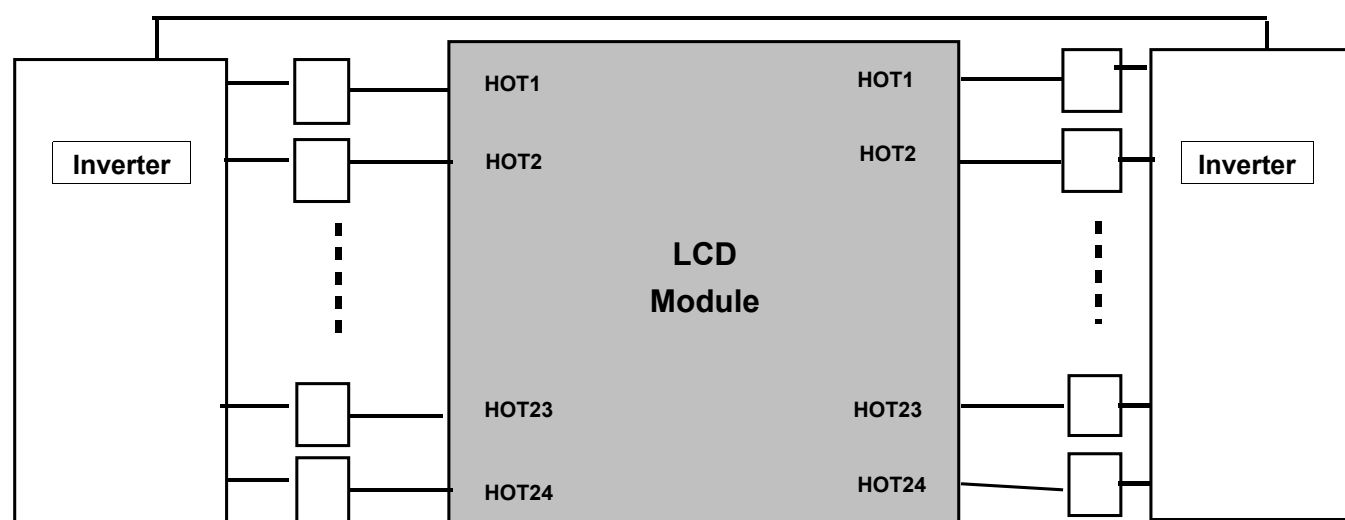 HOT1
HOT1
Inverter
HOT2
HOT2
Inverter
LCD
Module
HOT23
HOT23
HOT24
HOT24